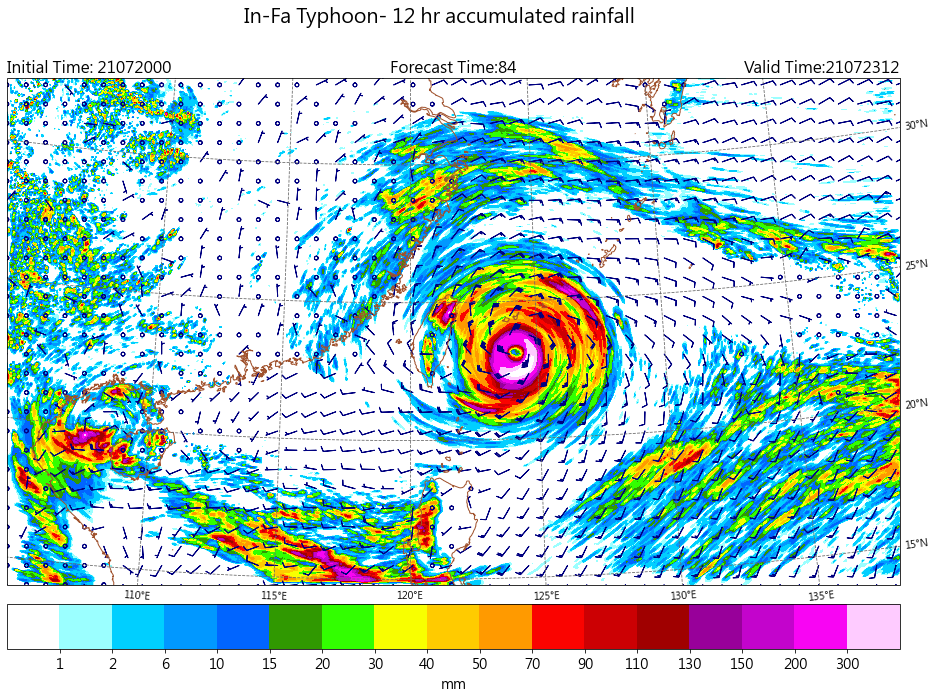 In-Fa Typhoon- 12 hr accumulated rainfall
Initial Time: 21072000 Forecast Time:84 Valid Time:21072312
30°N
25°N
20°N
15°N
110°E 115°E 120°E 125°E 130°E 135°E
1 2 6 10 15 20 30 40 50 70 90 110 130 150 200 300
mm